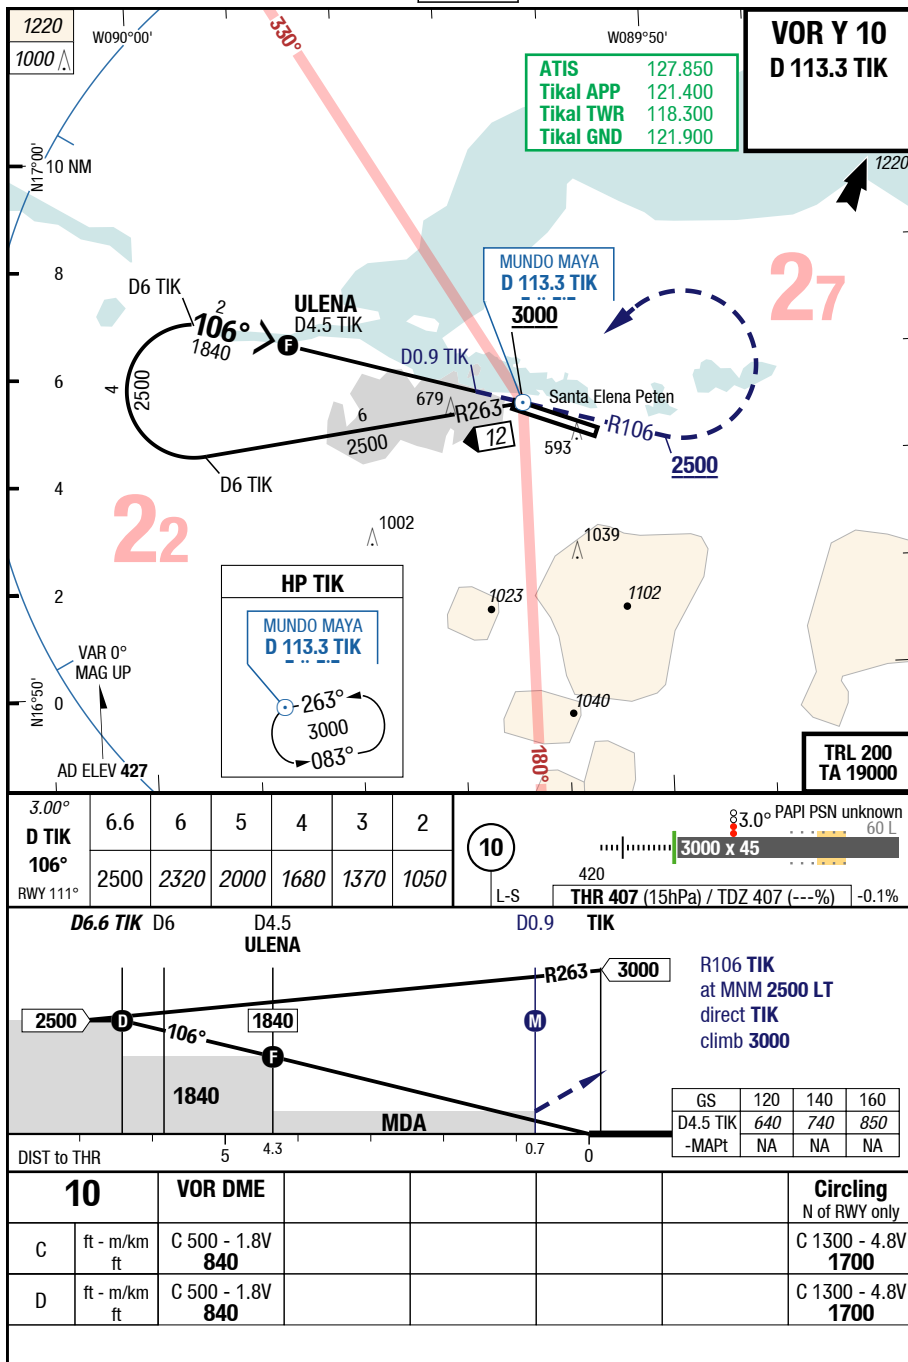 1220
1000
W090°00'
330°
W089°50'
VOR Y 10
D 113.3 TIK
ATIS 127.850
Tikal APP 121.400
Tikal TWR 118.300
Tikal GND 121.900
N17°00'
10 NM
1220
8
MUNDO MAYA
D 113.3 TIK
3000
27
D6 TIK
2
106°
1840
ULENA
D4.5 TIK
F
D0.9 TIK
6
4
2500
679
R263
Santa Elena Peten
6
2500
12
593
R106
2500
D6 TIK
4
22
1002
1039
HP TIK
MUNDO MAYA
D 113.3 TIK
263°
3000
083°
1023
1102
2
VAR 0°
MAG UP
N16°50'
0
1040
180°
AD ELEV 427
TRL 200
TA 19000
3.00°
D TIK
106°
RWY 111°
6.6 6 5 4 3 2
2500 2320 2000 1680 1370 1050
10
L-S
3.0° PAPI PSN unknown
60 L
3000 x 45
420
THR 407 (15hPa) / TDZ 407 (---%) -0.1%
D6.6 TIK D6 D4.5 D0.9 TIK
ULENA
R263 3000
2500 D 1840 M
106°
F
1840
MDA
R106 TIK
at MNM 2500 LT
direct TIK
climb 3000
GS 120 140 160
D4.5 TIK 640 740 850
-MAPt NA NA NA
DIST to THR 5 4.3 0.7 0
10 VOR DME Circling
N of RWY only
C ft - m/km C 500 - 1.8V C 1300 - 4.8V
ft 840 1700
D ft - m/km C 500 - 1.8V C 1300 - 4.8V
ft 840 1700